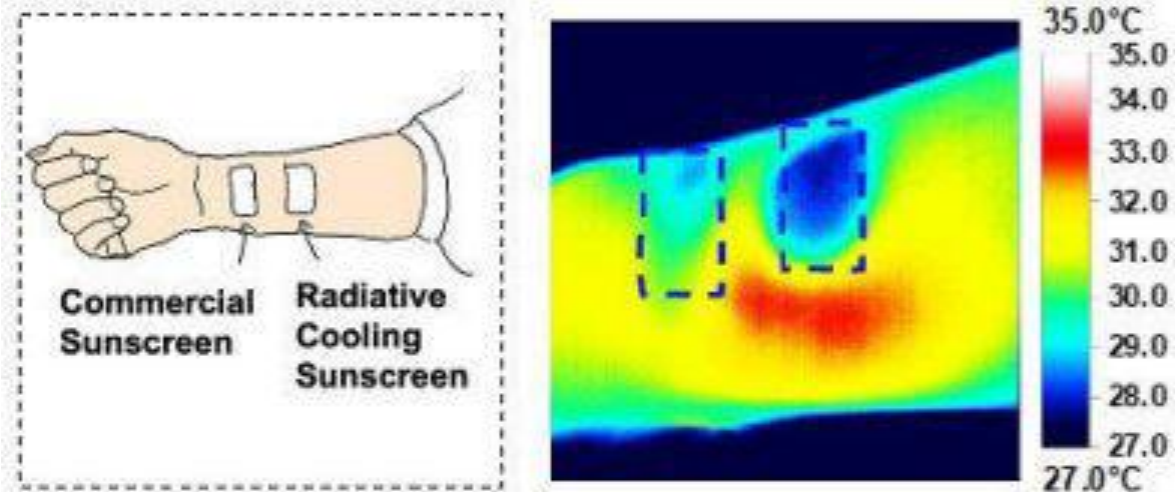 Commercial
Sunscreen
Radiative
Cooling
Sunscreen
35.0°C
35.0
34.0
33.0
32.0
31.0
30.0
29.0
28.0
27.0
27.0°C